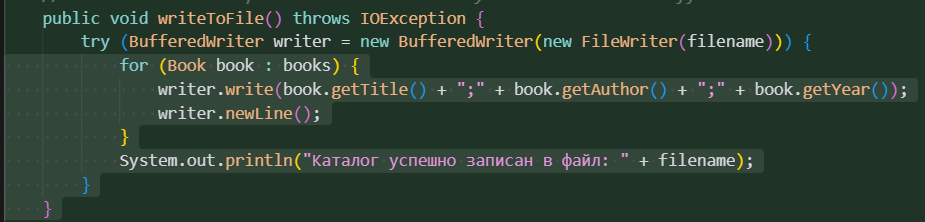 public void writeToFile() throws IOException {
try (BufferedWriter writer = new BufferedWriter(new FileWriter(filename))) {
for (Book book : books) {
writer.write(book.getTitle() + ";" + book.getAuthor() + ";" + book.getYear());
writer.newLine();
}
System.out.println("Каталог успешно записан в файл: " + filename);
}
}